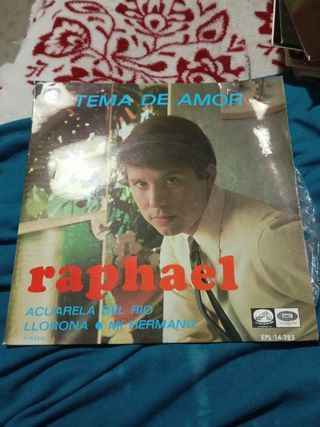 TEMA DE AMOR
raphael
ACUARELA DEL RIO
LLORONA • MI HERMANO
EPL 14.385